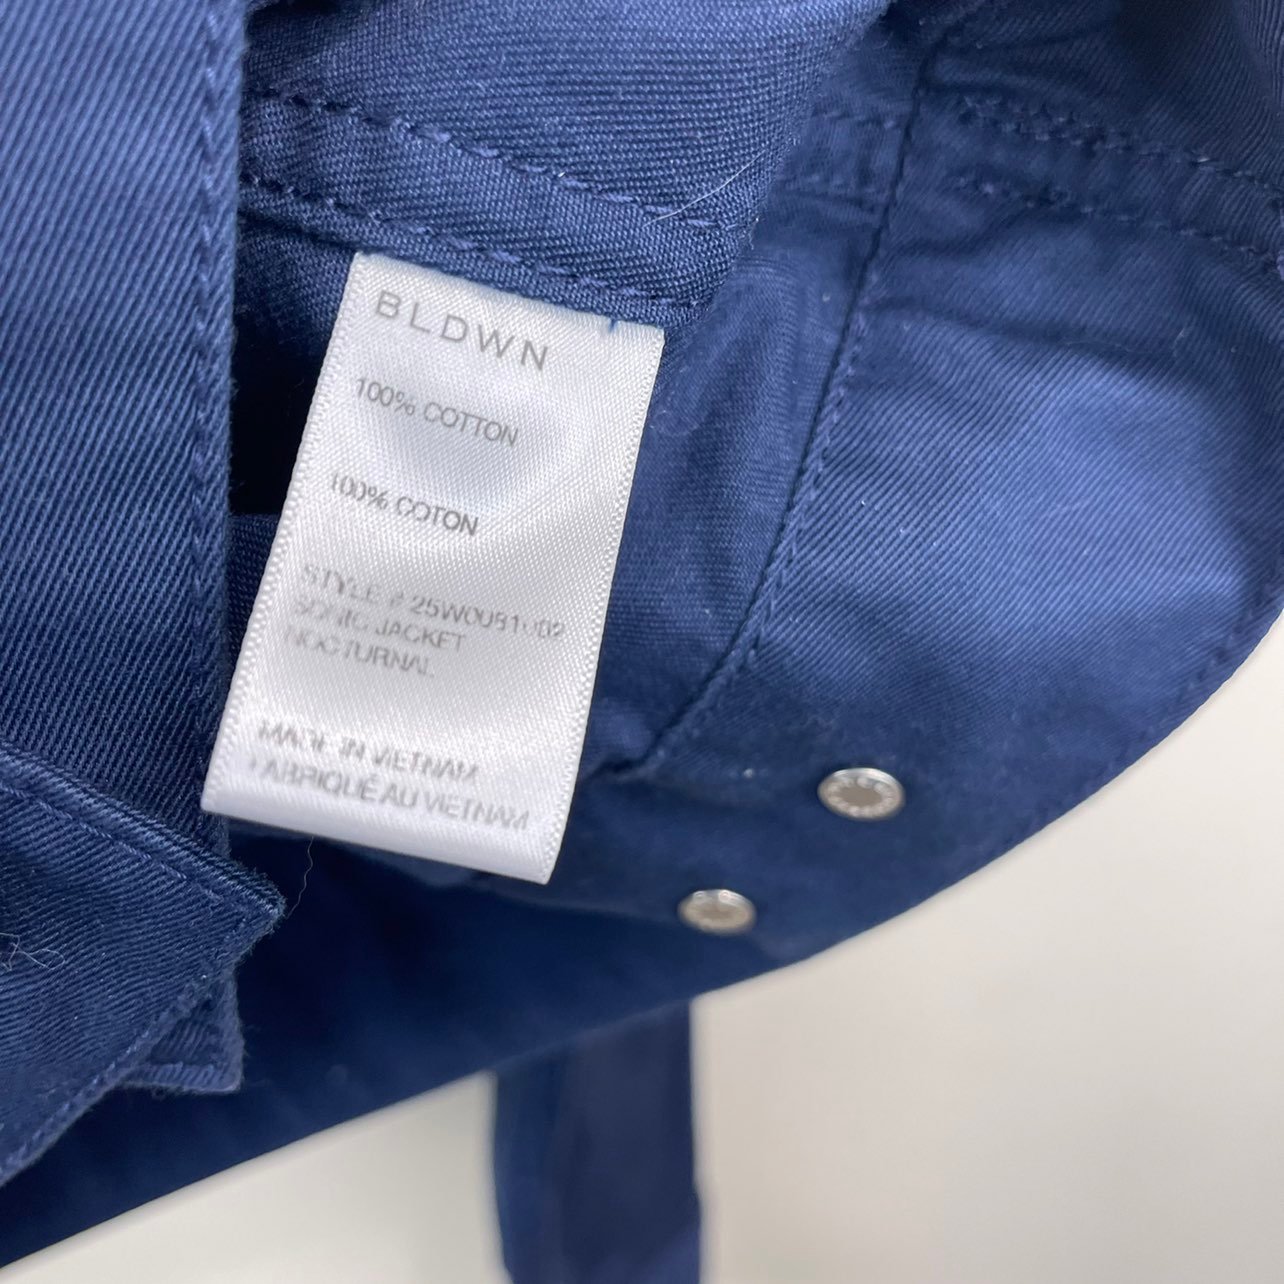 BLDWN
100% COTTON
100% COTON
STYLE #
SONIC JACKET
NOCTURNAL
MADE IN VIETNAM
FABRIQUÉ AU VIETNAM